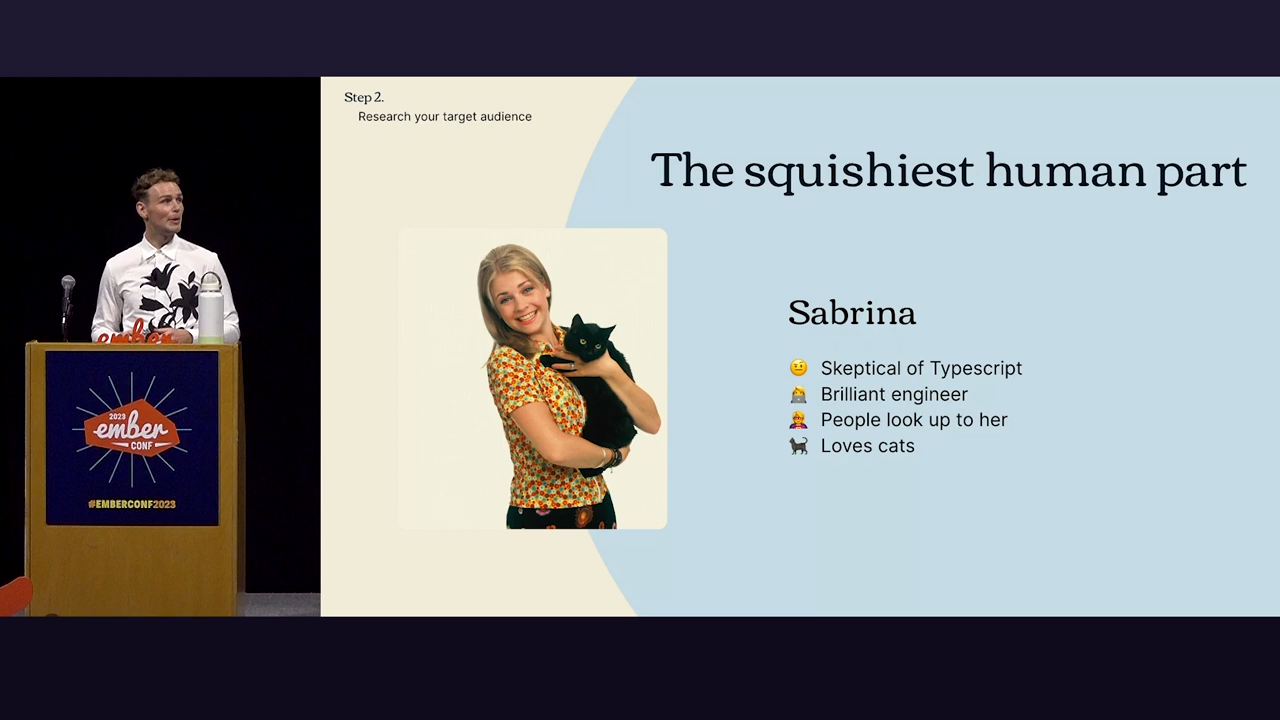 Step 2.
Research your target audience
The squishiest human part
Sabrina
Skeptical of Typescript
Brilliant engineer
People look up to her
Loves cats
ember
2023
ember
CONF
#EMBERCONF2023